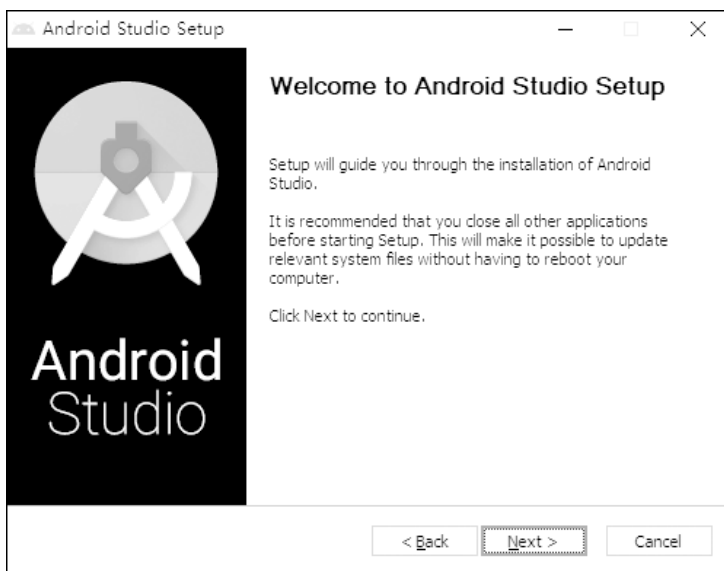 Android Studio Setup
Welcome to Android Studio Setup
Setup will guide you through the installation of Android
Studio.
It is recommended that you close all other applications
before starting Setup. This will make it possible to update
relevant system files without having to reboot your
computer.
Click Next to continue.
Android
Studio
< Back
Next >
Cancel